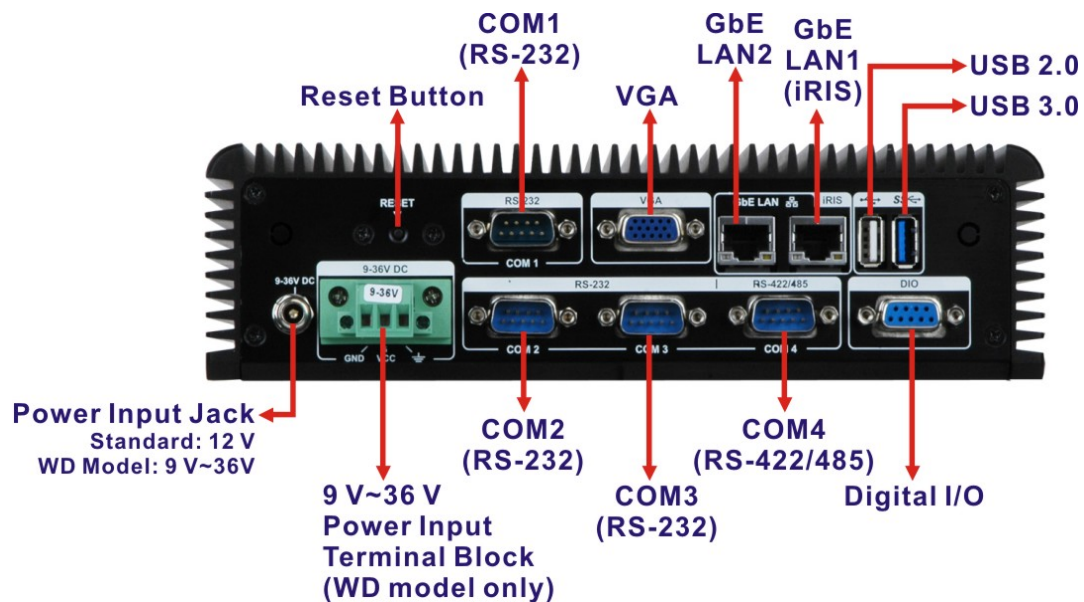 COM1
(RS-232)
GbE
LAN2
GbE
LAN1
(iRIS)
USB 2.0
USB 3.0
Reset Button
VGA
RESET
RS-232
VGA
GbE LAN
iRIS
SS
COM 1
9-36V DC
9-36V DC
9-36V
GND
VCC
RS-232
RS-422/485
DIO
COM 2
COM 3
COM 4
Power Input Jack
Standard: 12 V
WD Model: 9 V~36V
9 V~36 V
Power Input
Terminal Block
(WD model only)
COM2
(RS-232)
COM3
(RS-232)
COM4
(RS-422/485)
Digital I/O